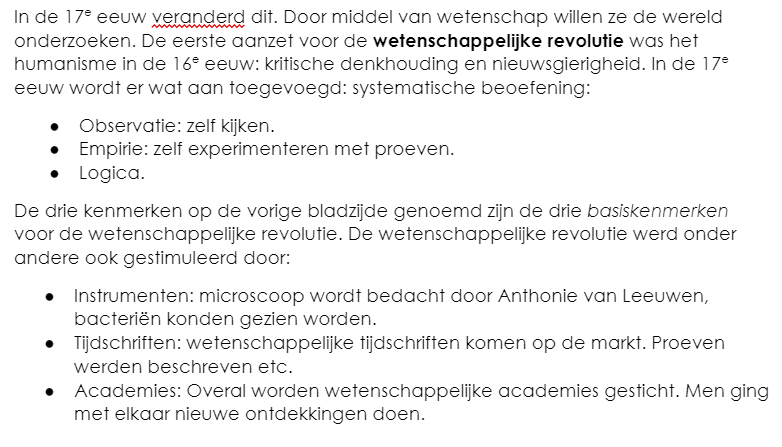 In de 17ᵉ eeuw veranderd dit. Door middel van wetenschap willen ze de wereld
onderzoeken. De eerste aanzet voor de wetenschappelijke revolutie was het
humanisme in de 16ᵉ eeuw: kritische denkhouding en nieuwsgierigheid. In de 17ᵉ
eeuw wordt er wat aan toegevoegd: systematische beoefening:
● Observatie: zelf kijken.
● Empirie: zelf experimenteren met proeven.
● Logica.
De drie kenmerken op de vorige bladzijde genoemd zijn de drie basiskenmerken
voor de wetenschappelijke revolutie. De wetenschappelijke revolutie werd onder
andere ook gestimuleerd door:
● Instrumenten: microscoop wordt bedacht door Anthonie van Leeuwen,
bacteriën konden gezien worden.
● Tijdschriften: wetenschappelijke tijdschriften komen op de markt. Proeven
werden beschreven etc.
● Academies: Overal worden wetenschappelijke academies gesticht. Men ging
met elkaar nieuwe ontdekkingen doen.